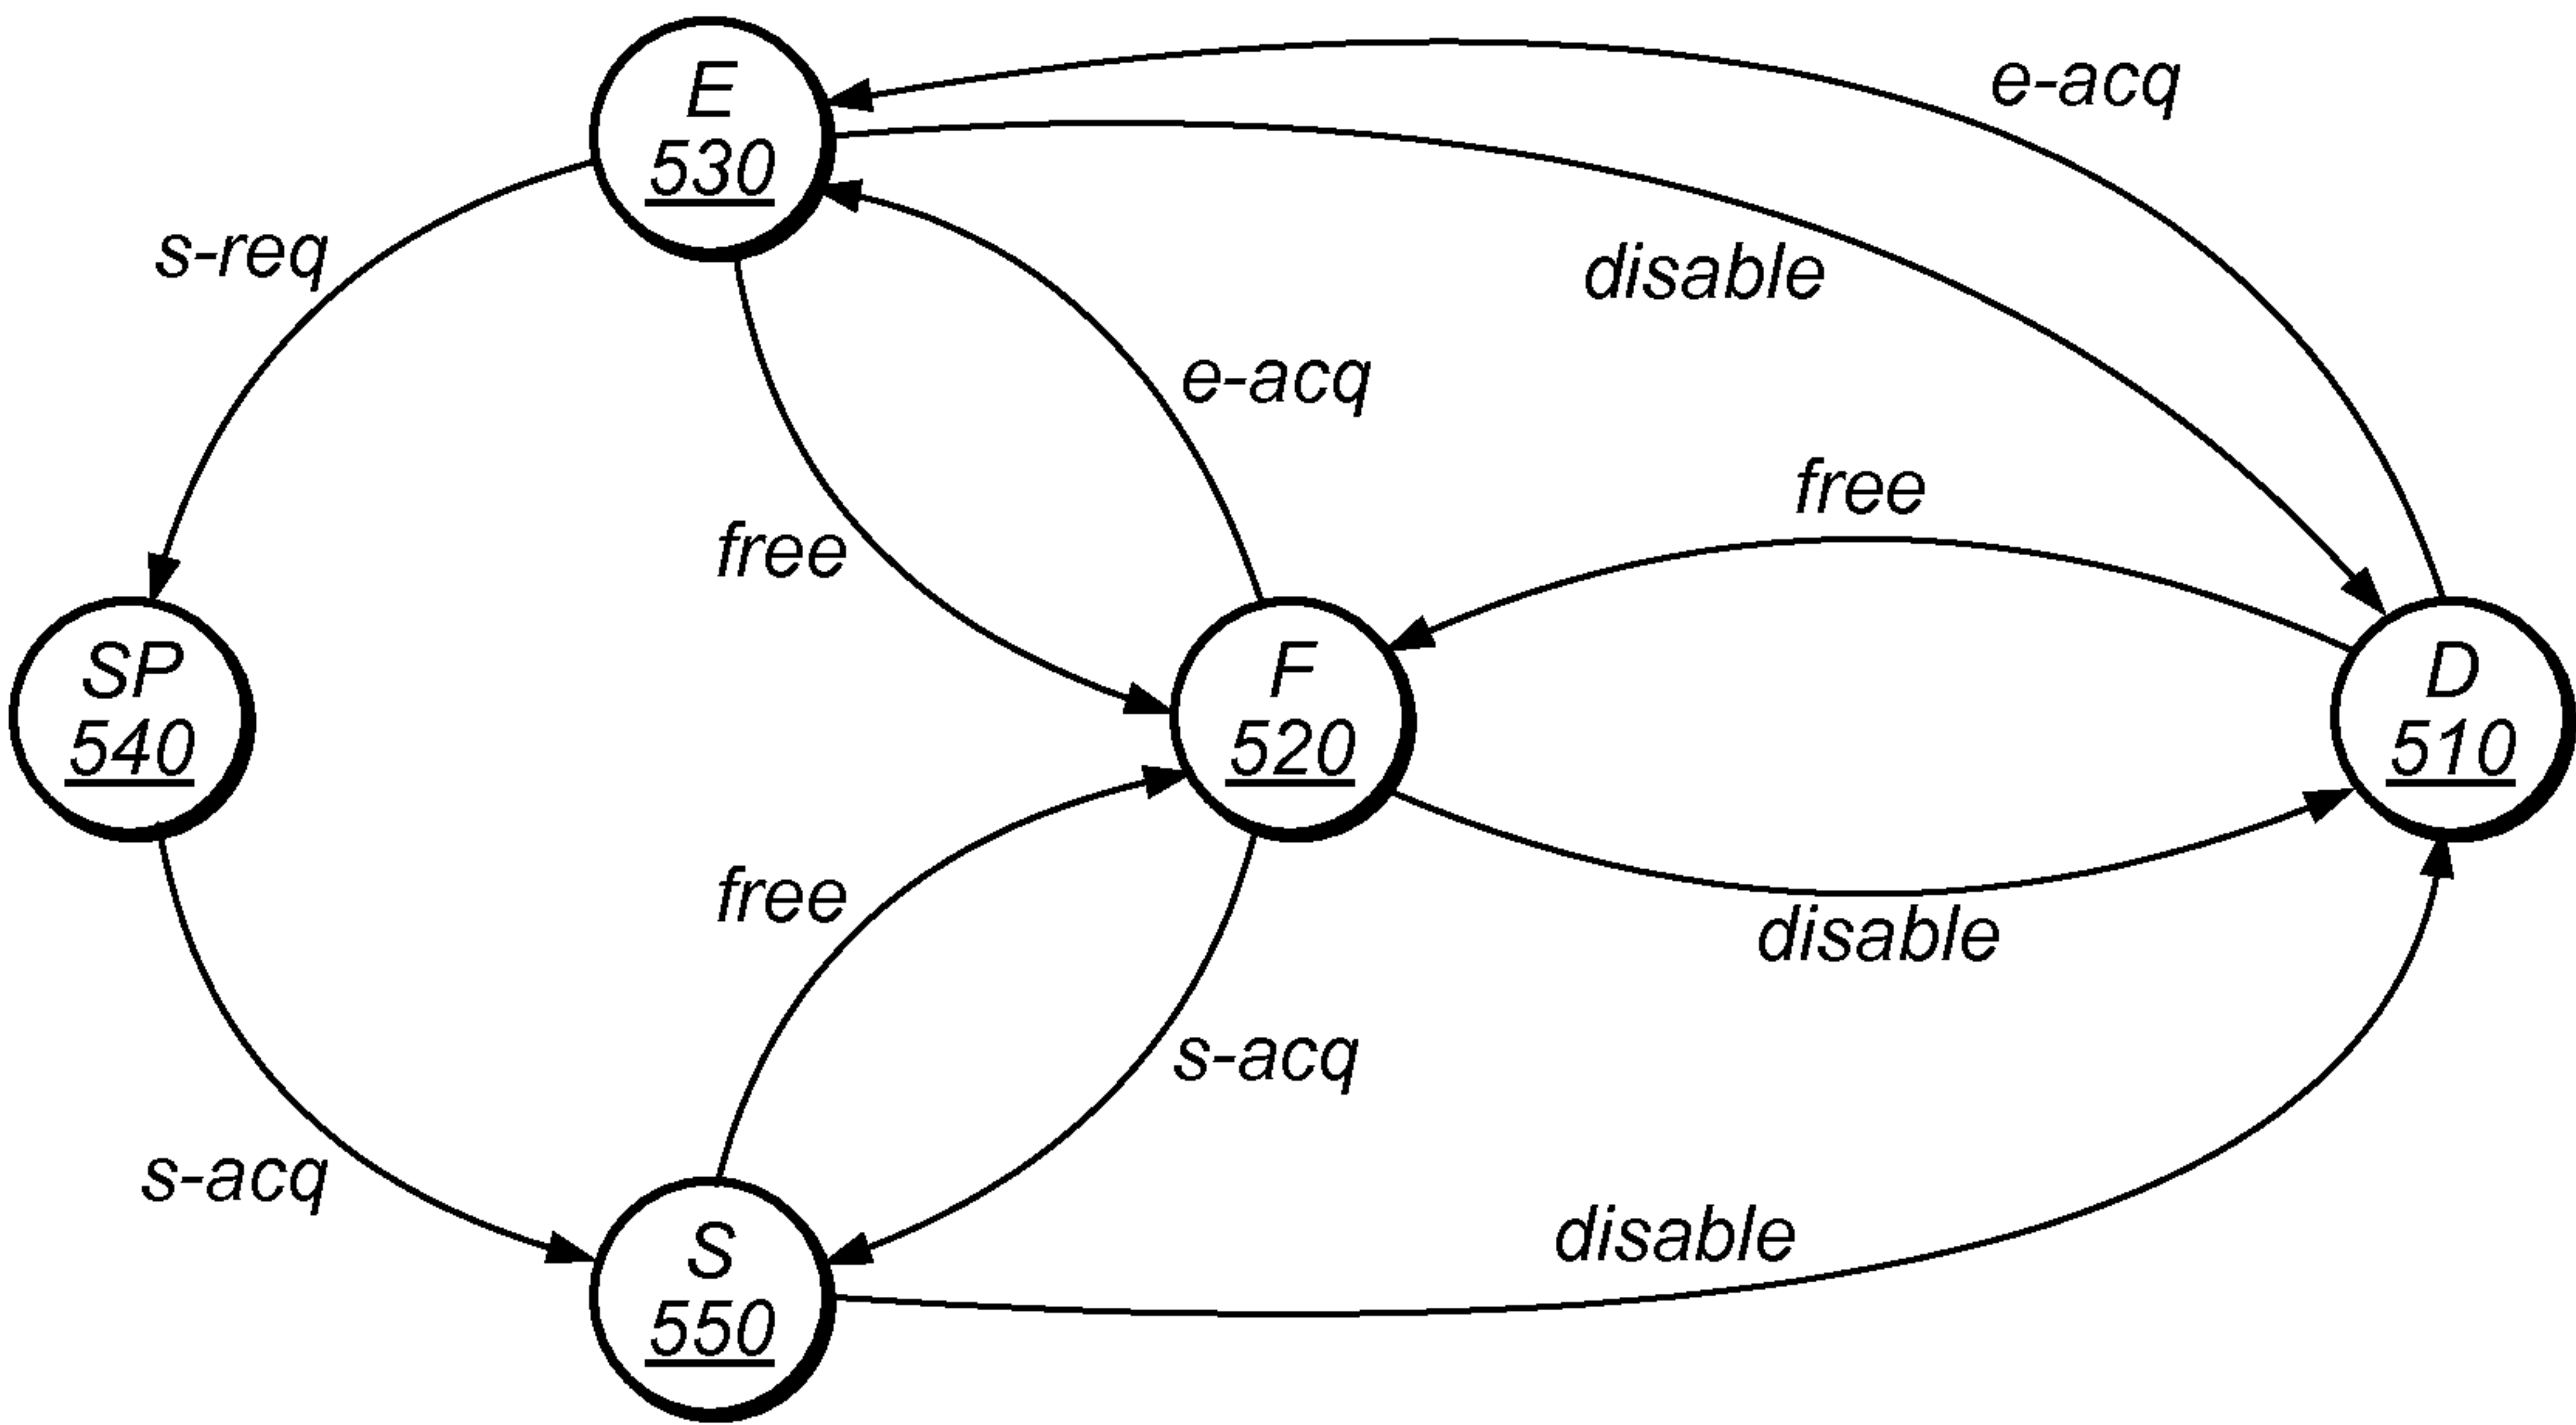 E
530
e-acq
s-req
disable
e-acq
free
free
SP
540
F
520
D
510
free
disable
s-acq
s-acq
S
550
disable